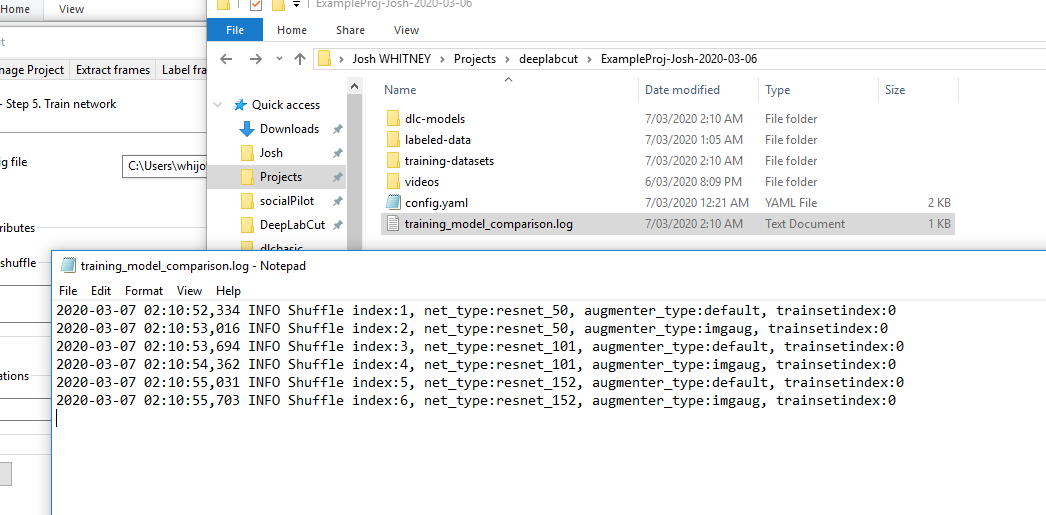 Home View
nage Project Extract frames Label fra
- Step 5. Train network
ig file
C:\Users\whijo
ributes
shuffle
ations
ExampleProj-Josh-2020-03-06
File Home Share View
Josh WHITNEY > Projects > deeplabcut > ExampleProj-Josh-2020-03-06
Quick access
Downloads
Josh
Projects
socialPilot
DeepLabCut
dlcbasic
Name Date modified Type Size
dlc-models 7/03/2020 2:10 AM File folder
labeled-data 7/03/2020 1:05 AM File folder
training-datasets 7/03/2020 2:10 AM File folder
videos 6/03/2020 8:09 PM File folder
config.yaml 7/03/2020 12:21 AM YAML File 2 KB
training_model_comparison.log 7/03/2020 2:10 AM Text Document 1 KB
training_model_comparison.log - Notepad
File Edit Format View Help
2020-03-07 02:10:52,334 INFO Shuffle index:1, net_type:resnet_50, augmenter_type:default, trainsetindex:0
2020-03-07 02:10:53,016 INFO Shuffle index:2, net_type:resnet_50, augmenter_type:imgaug, trainsetindex:0
2020-03-07 02:10:53,694 INFO Shuffle index:3, net_type:resnet_101, augmenter_type:default, trainsetindex:0
2020-03-07 02:10:54,362 INFO Shuffle index:4, net_type:resnet_101, augmenter_type:imgaug, trainsetindex:0
2020-03-07 02:10:55,031 INFO Shuffle index:5, net_type:resnet_152, augmenter_type:default, trainsetindex:0
2020-03-07 02:10:55,703 INFO Shuffle index:6, net_type:resnet_152, augmenter_type:imgaug, trainsetindex:0